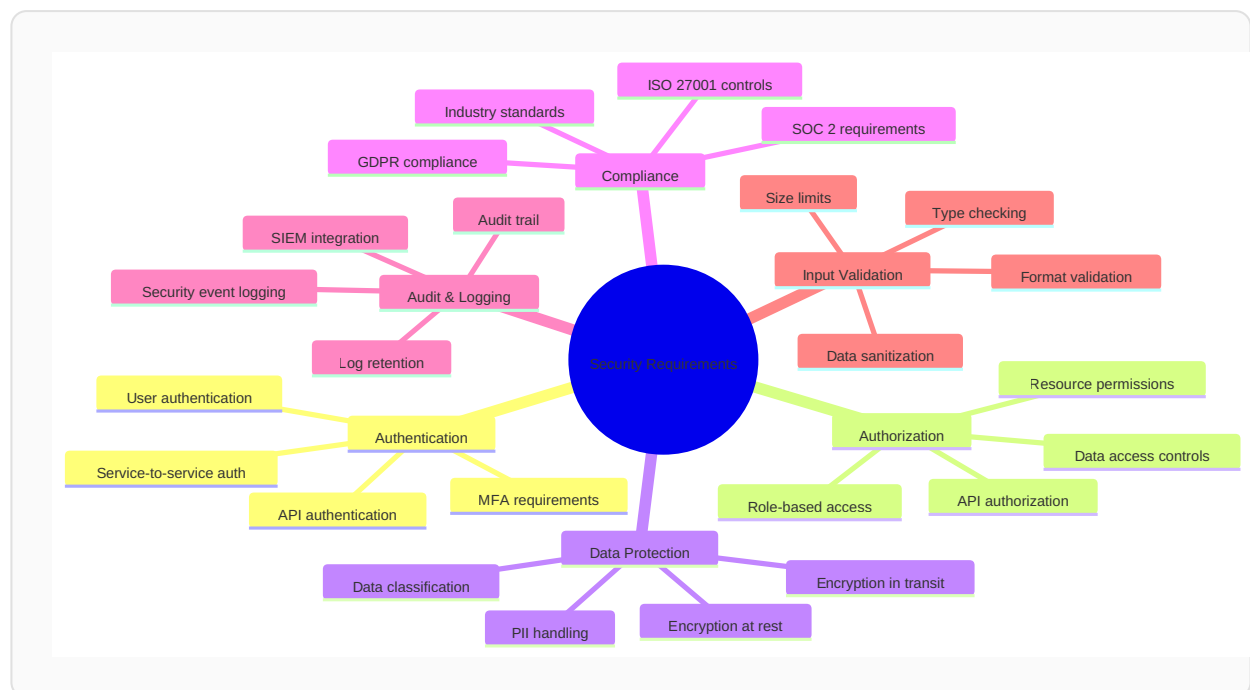 ISO 27001 controls
Industry standards
SOC 2 requirements
GDPR compliance
Compliance
Size limits
Type checking
Audit trail
SIEM integration
Input Validation
Format validation
Security event logging
Audit & Logging
Log retention
Data sanitization
Security Requirements
Resource permissions
User authentication
Authentication
Authorization
Data access controls
Service-to-service auth
MFA requirements
API authentication
Role-based access
API authorization
Data Protection
Data classification
Encryption in transit
PII handling
Encryption at rest